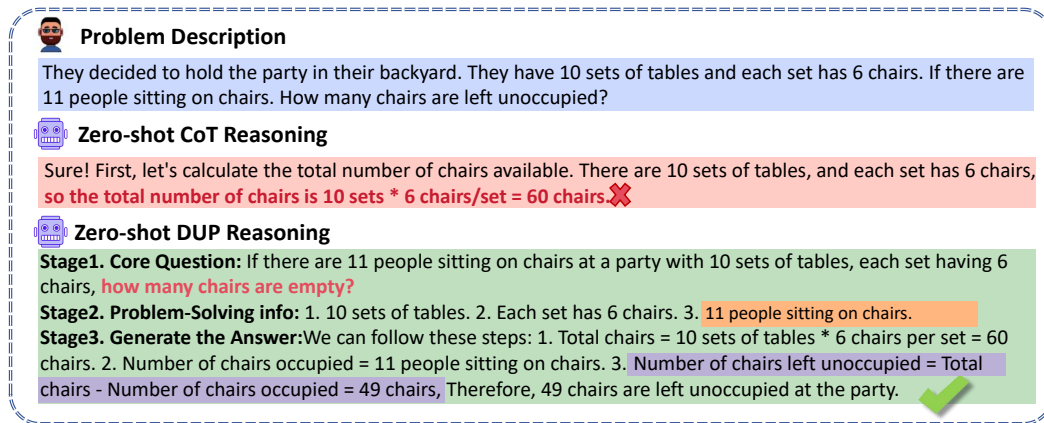 Problem Description
They decided to hold the party in their backyard. They have 10 sets of tables and each set has 6 chairs. If there are
11 people sitting on chairs. How many chairs are left unoccupied?
Zero-shot CoT Reasoning
Sure! First, let's calculate the total number of chairs available. There are 10 sets of tables, and each set has 6 chairs,
so the total number of chairs is 10 sets * 6 chairs/set = 60 chairs.
Zero-shot DUP Reasoning
Stage1. Core Question: If there are 11 people sitting on chairs at a party with 10 sets of tables, each set having 6
chairs, how many chairs are empty?
Stage2. Problem-Solving info: 1. 10 sets of tables. 2. Each set has 6 chairs. 3. 11 people sitting on chairs.
Stage3. Generate the Answer:We can follow these steps: 1. Total chairs = 10 sets of tables * 6 chairs per set = 60
chairs. 2. Number of chairs occupied = 11 people sitting on chairs. 3. Number of chairs left unoccupied = Total
chairs - Number of chairs occupied = 49 chairs, Therefore, 49 chairs are left unoccupied at the party.